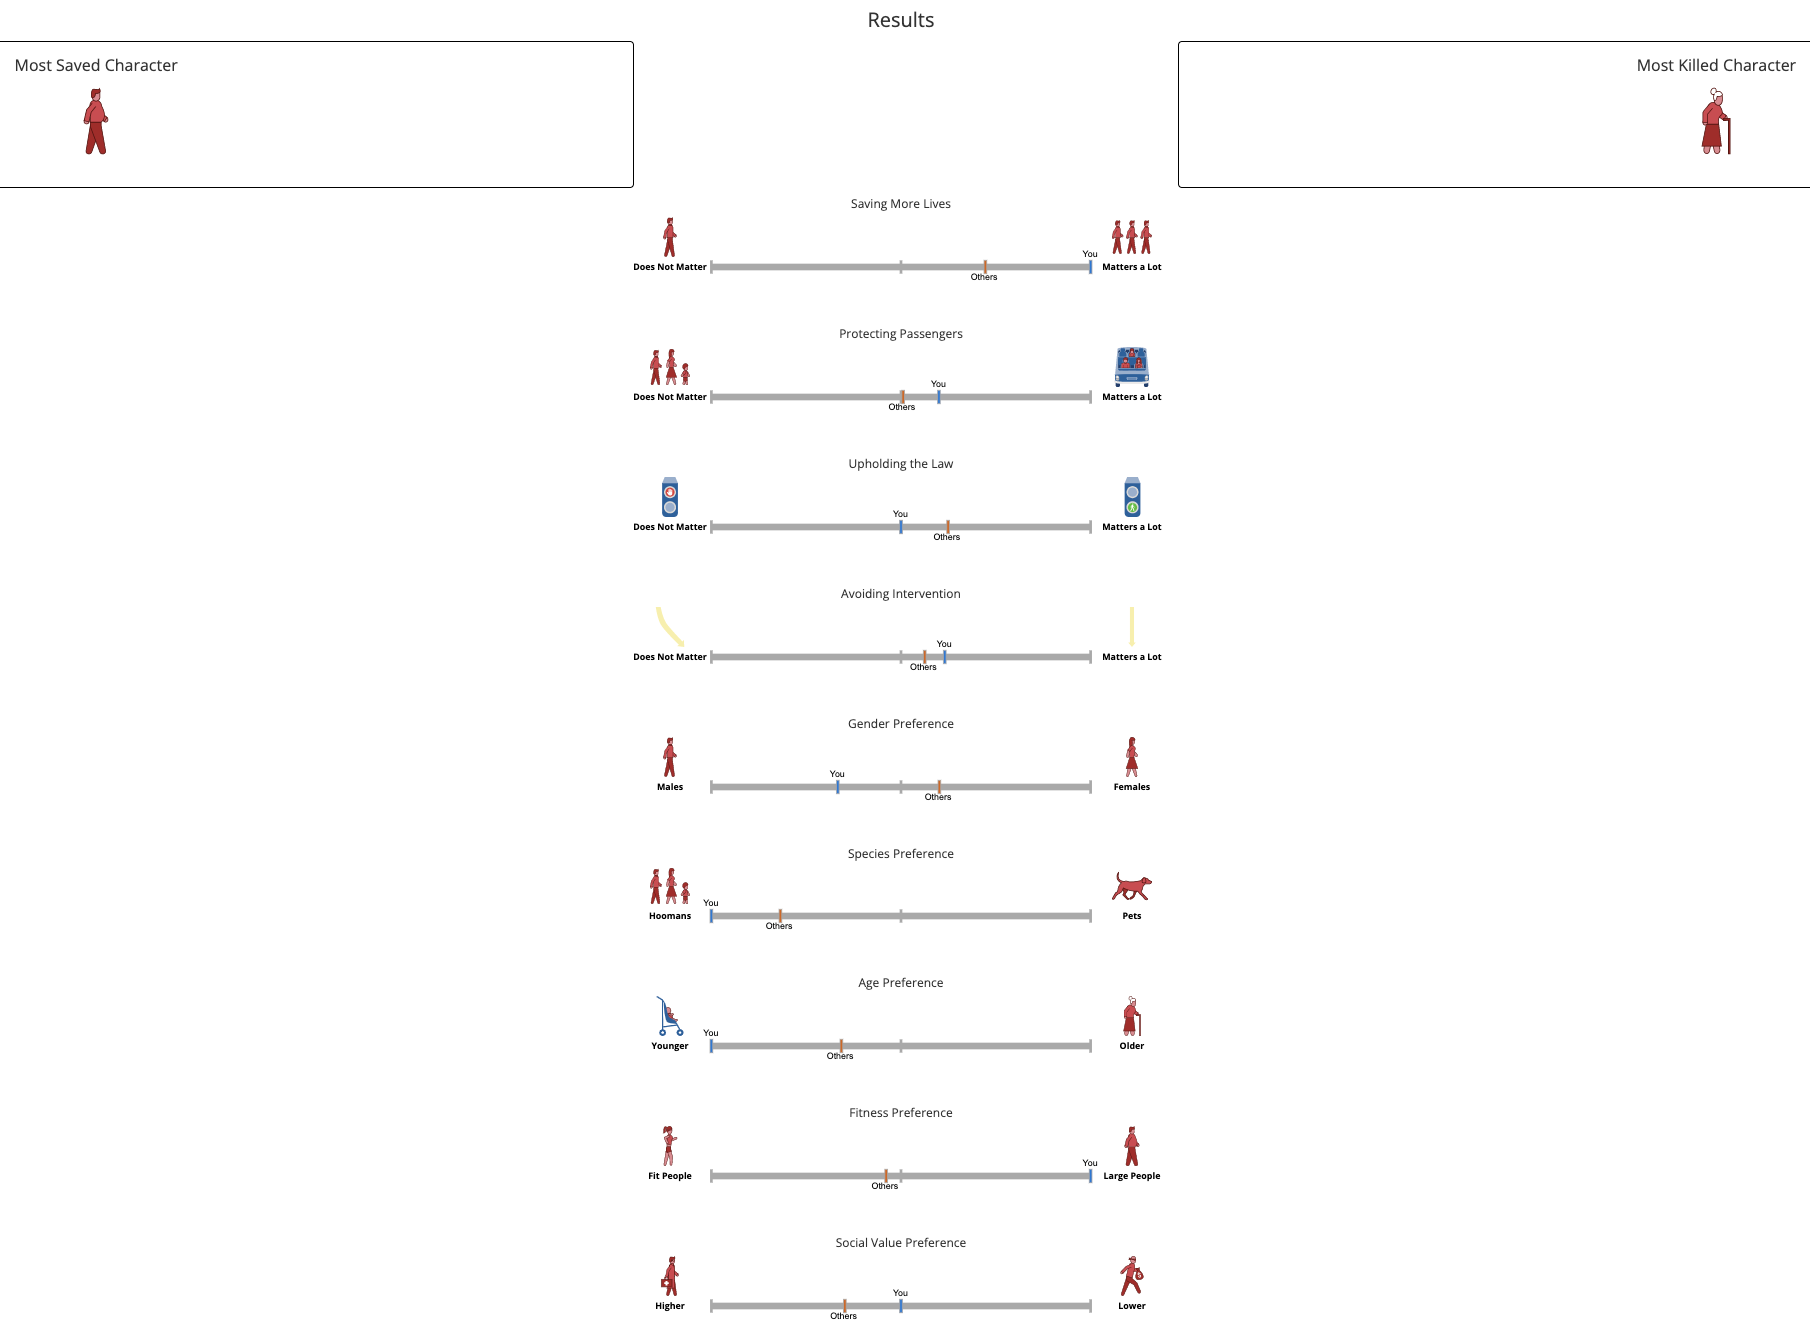 Results
Most Saved Character
Most Killed Character
Saving More Lives
You
Does Not Matter
Matters a Lot
Others
Protecting Passengers
You
Does Not Matter
Matters a Lot
Others
Upholding the Law
You
Does Not Matter
Matters a Lot
Others
Avoiding Intervention
You
Does Not Matter
Matters a Lot
Others
Gender Preference
You
Males
Females
Others
Species Preference
You
Hoomans
Pets
Others
Age Preference
You
Younger
Older
Others
Fitness Preference
You
Fit People
Large People
Others
Social Value Preference
You
Higher
Lower
Others